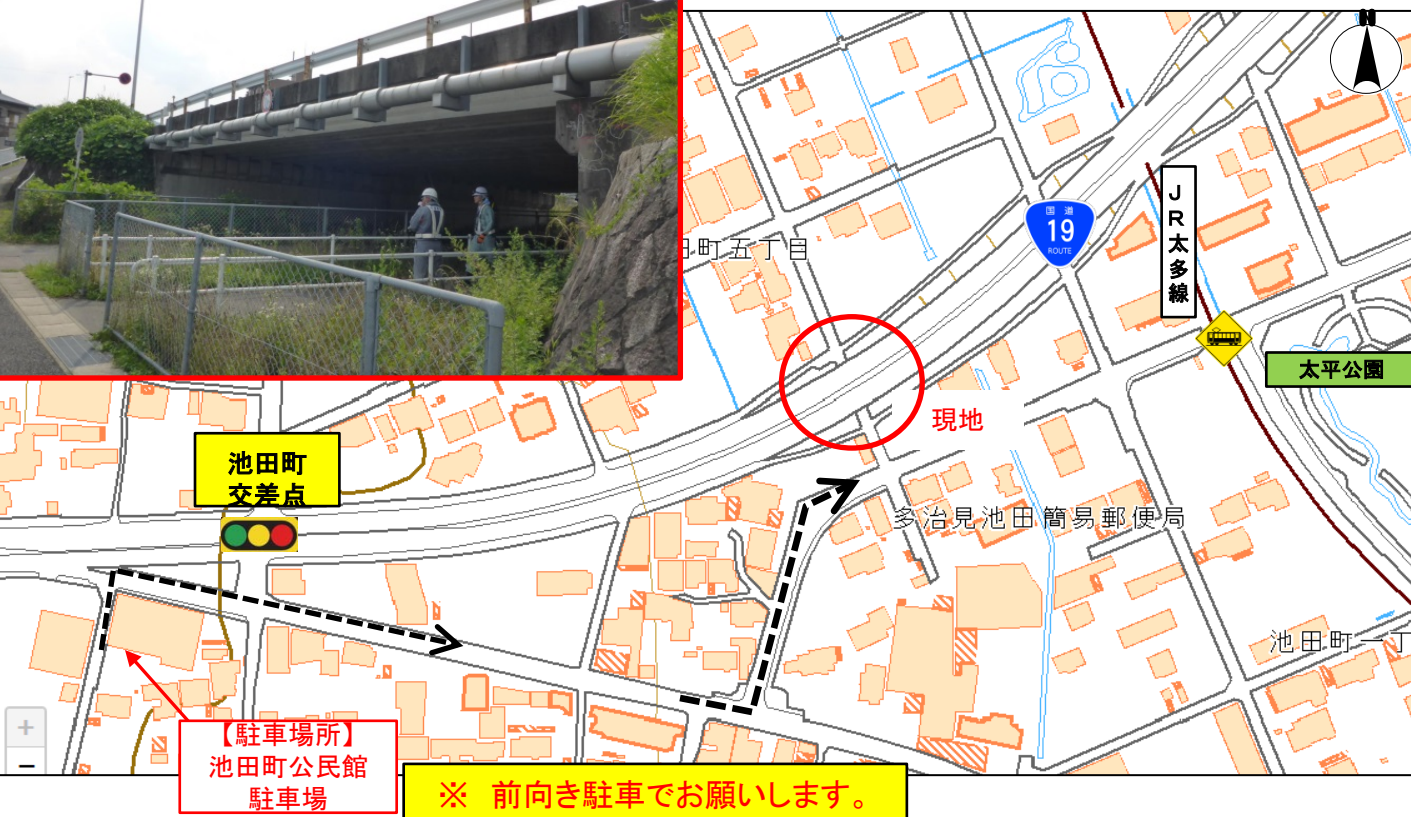 N
国道
19
ROUTE
JR太多線
町五丁目
太平公園
現地
池田町
交差点
多治見池田簡易郵便局
池田町一丁
【駐車場所】
池田町公民館
駐車場
+
−
※ 前向き駐車でお願いします。